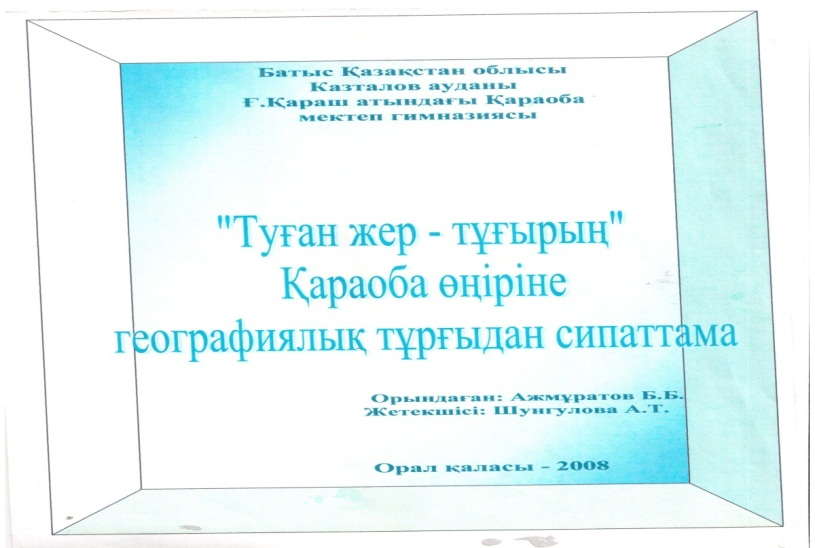 Батыс Қазақстан облысы
Казталов ауданы
Ғ.Қараш атындағы Қараоба
мектеп гимназиясы
"Туған жер - тұғырың"
Қараоба өңіріне
географиялық тұрғыдан сипаттама
Орындаған: Ажмұратов Б.Б.
Жетекшісі: Шунгулова А.Т.
Орал қаласы - 2008